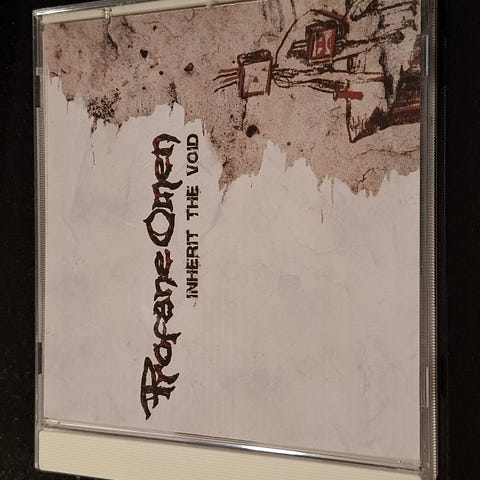 Profane Omen
INHERIT THE VOID